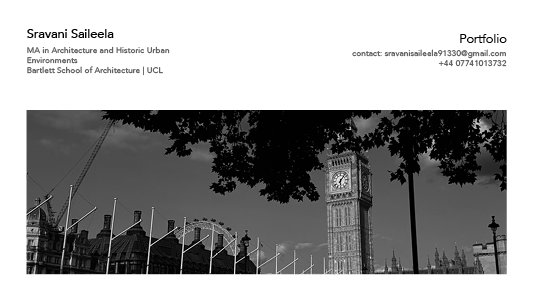 Sravani Saileela
MA in Architecture and Historic Urban
Environments
Bartlett School of Architecture | UCL
Portfolio
contact: sravanisaileela91330@gmail.com
+44 07741013732